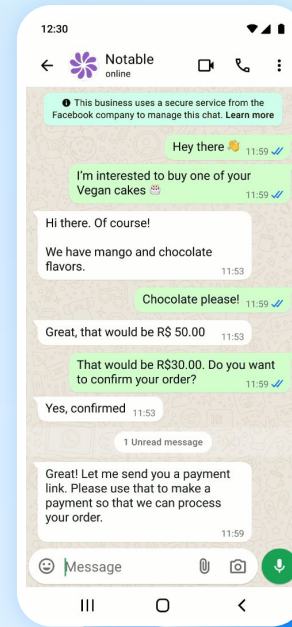 12:30
Notable
online
This business uses a secure service from the
Facebook company to manage this chat. Learn more
Hey there 👋 11:59
I'm interested to buy one of your
Vegan cakes 🎂
11:59
Hi there. Of course!
We have mango and chocolate
flavors.
11:53
Chocolate please! 11:59
Great, that would be R$ 50.00 11:53
That would be R$30.00. Do you want
to confirm your order?
11:59
Yes, confirmed 11:53
1 Unread message
Great! Let me send you a payment
link. Please use that to make a
payment so that we can process
your order.
11:59
Message